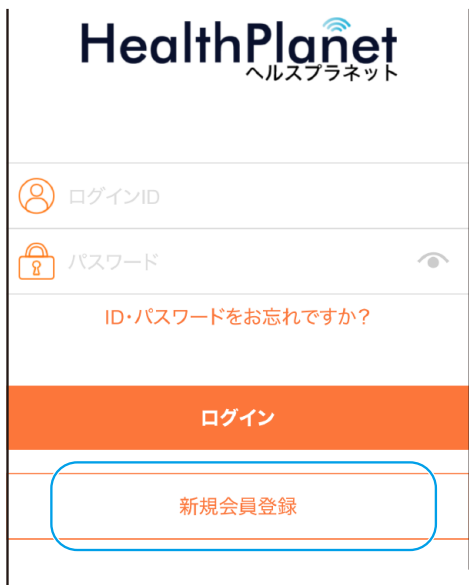 HealthPlanet
ヘルスプラネット
ログインID
パスワード
ID・パスワードをお忘れですか？
ログイン
新規会員登録